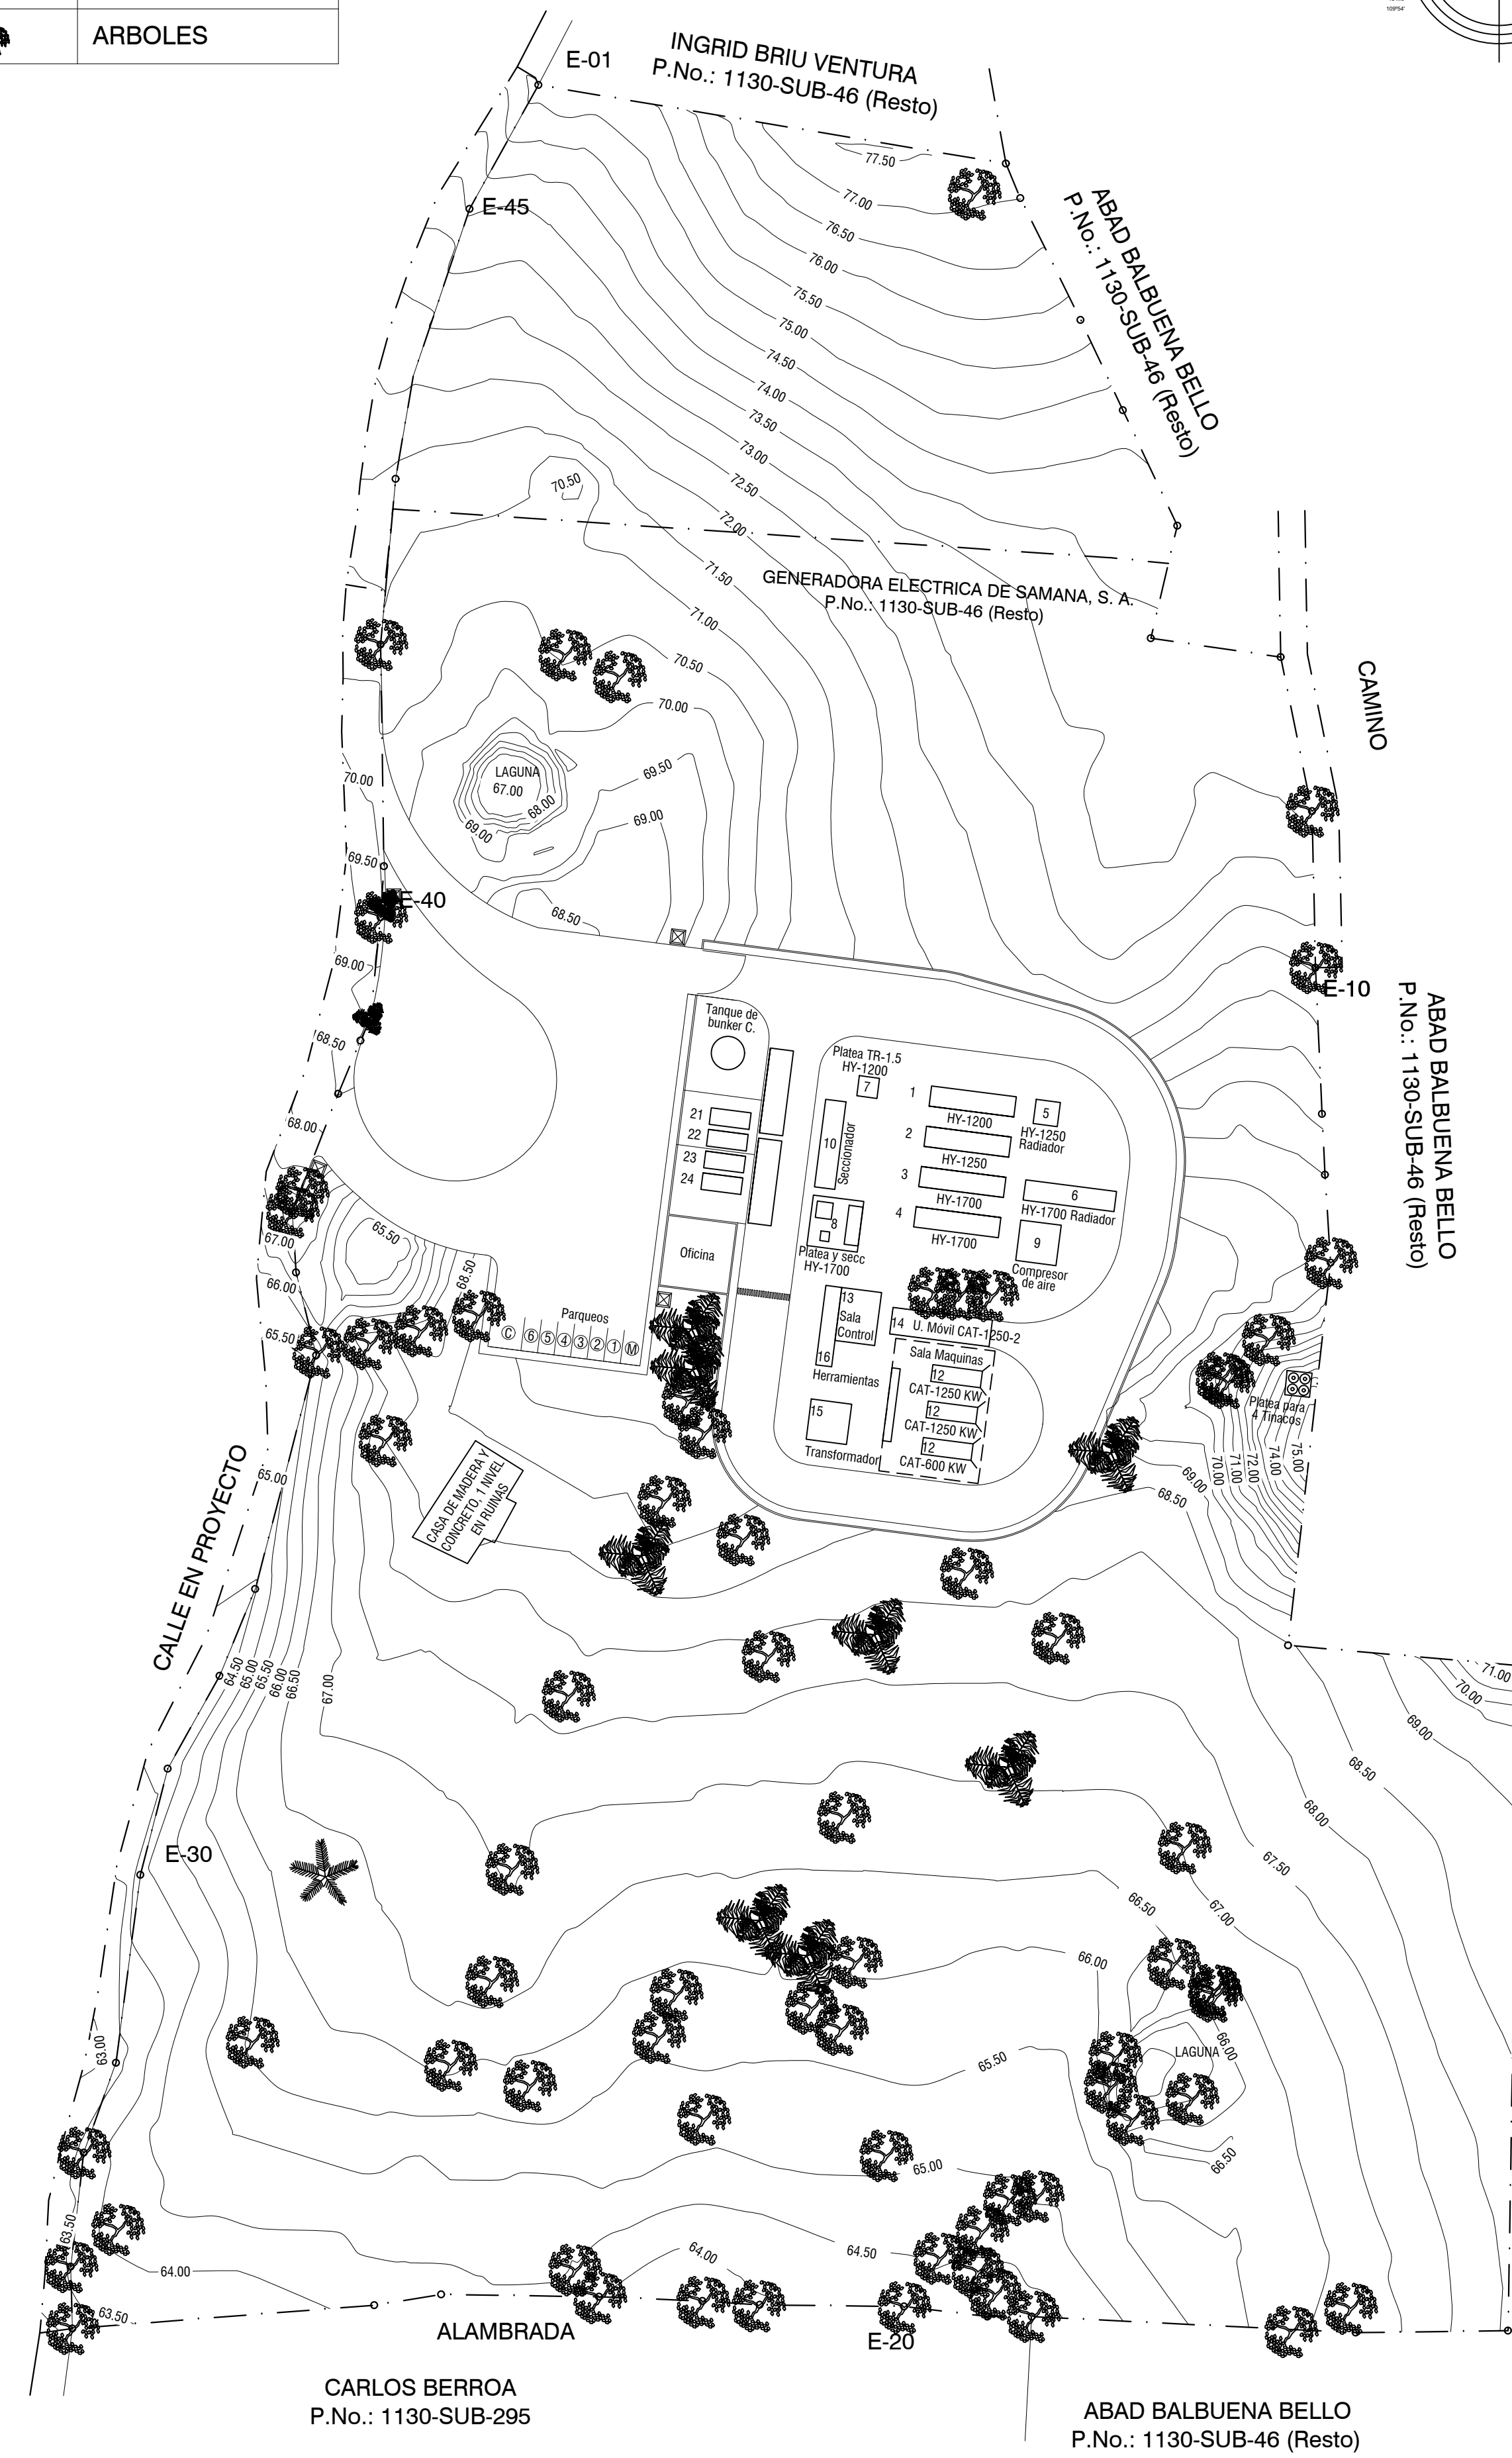 ARBOLES
109°54'
E-01
INGRID BRIU VENTURA
P.No.: 1130-SUB-46 (Resto)
77.50
E-45
77.00
76.50
76.00
75.50
75.00
74.50
74.00
73.50
73.00
72.50
72.00
71.50
71.00
70.50
70.00
69.50
69.00
70.50
ABAD BALBUENA BELLO
P.No.: 1130-SUB-46 (Resto)
GENERADORA ELECTRICA DE SAMANA, S. A.
P.No.: 1130-SUB-46 (Resto)
CAMINO
LAGUNA
67.00
68.00
69.00
68.50
70.00
69.50
E-40
69.00
68.50
68.00
67.00
66.00
65.50
65.50
68.50
E-10
ABAD BALBUENA BELLO
P.No.: 1130-SUB-46 (Resto)
Tanque de
bunker C.
21
22
23
24
Oficina
Parqueos
C 6 5 4 3 2 1 M
Platea TR-1.5
HY-1200
7
1
HY-1200
5
HY-1250
Radiador
2
HY-1250
10
Seccionador
3
HY-1700
6
HY-1700 Radiador
4
HY-1700
8
Platea y secc
HY-1700
9
Compresor
de aire
13
Sala
Control
14 U. Móvil CAT-1250-2
16
Herramientas
Sala Maquinas
12
CAT-1250 KW
12
CAT-1250 KW
12
CAT-600 KW
15
Transformador
Platea para
4 Tinacos
75.00
74.00
72.00
71.00
70.00
69.00
68.50
CASA DE MADERA Y
CONCRETO, 1 NIVEL
EN RUINAS
65.00
CALLE EN PROYECTO
64.50
65.00
65.50
66.00
66.50
67.00
71.00
70.00
69.00
68.50
68.00
67.50
67.00
66.50
66.00
E-30
LAGUNA
66.00
65.50
66.50
63.00
65.00
63.50
64.50
64.00
64.00
63.50
ALAMBRADA
E-20
CARLOS BERROA
P.No.: 1130-SUB-295
ABAD BALBUENA BELLO
P.No.: 1130-SUB-46 (Resto)